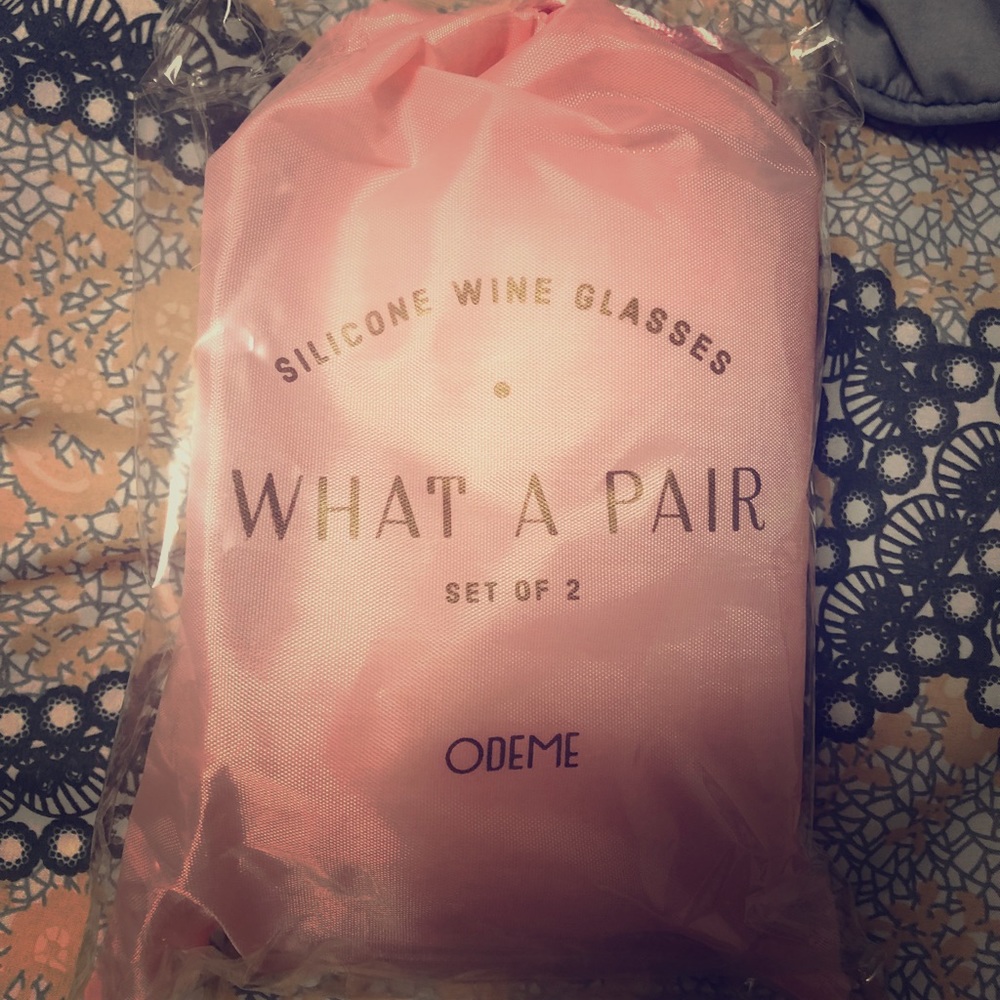 SILICONE WINE GLASSES
WHAT A PAIR
SET OF 2
ODEME